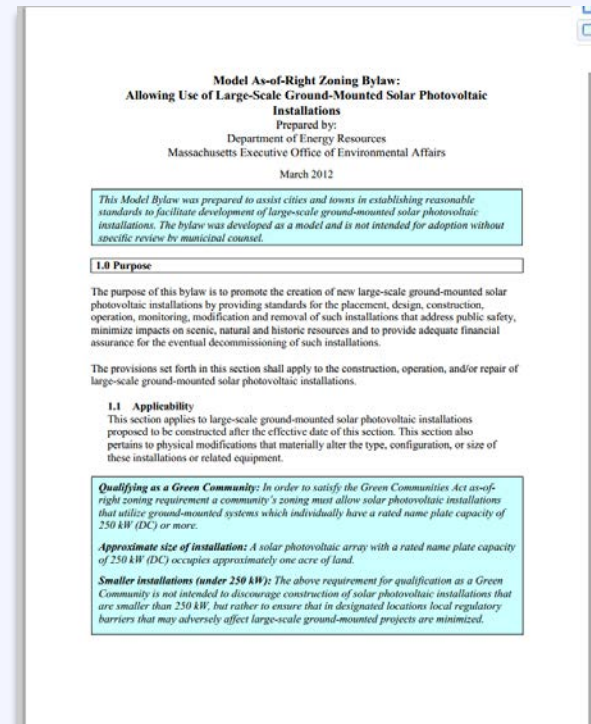 Model As-of-Right Zoning Bylaw:
Allowing Use of Large-Scale Ground-Mounted Solar Photovoltaic
Installations
Prepared by:
Department of Energy Resources
Massachusetts Executive Office of Environmental Affairs
March 2012
This Model Bylaw was prepared to assist cities and towns in establishing reasonable
standards to facilitate development of large-scale ground-mounted solar photovoltaic
installations. The bylaw was developed as a model and is not intended for adoption without
specific review by municipal counsel.
1.0 Purpose
The purpose of this bylaw is to promote the creation of new large-scale ground-mounted solar
photovoltaic installations by providing standards for the placement, design, construction,
operation, monitoring, modification and removal of such installations that address public safety,
minimize impacts on scenic, natural and historic resources and to provide adequate financial
assurance for the eventual decommissioning of such installations.
The provisions set forth in this section shall apply to the construction, operation, and/or repair of
large-scale ground-mounted solar photovoltaic installations.
1.1 Applicability
This section applies to large-scale ground-mounted solar photovoltaic installations
proposed to be constructed after the effective date of this section. This section also
pertains to physical modifications that materially alter the type, configuration, or size of
these installations or related equipment.
Qualifying as a Green Community: In order to satisfy the Green Communities Act as-of-
right zoning requirement a community's zoning must allow solar photovoltaic installations
that utilize ground-mounted systems which individually have a rated name plate capacity of
250 kW (DC) or more.
Approximate size of installation: A solar photovoltaic array with a rated name plate capacity
of 250 kW (DC) occupies approximately one acre of land.
Smaller installations (under 250 kW): The above requirement for qualification as a Green
Community is not intended to discourage construction of solar photovoltaic installations that
are smaller than 250 kW, but rather to ensure that in designated locations local regulatory
barriers that may adversely affect large-scale ground-mounted projects are minimized.